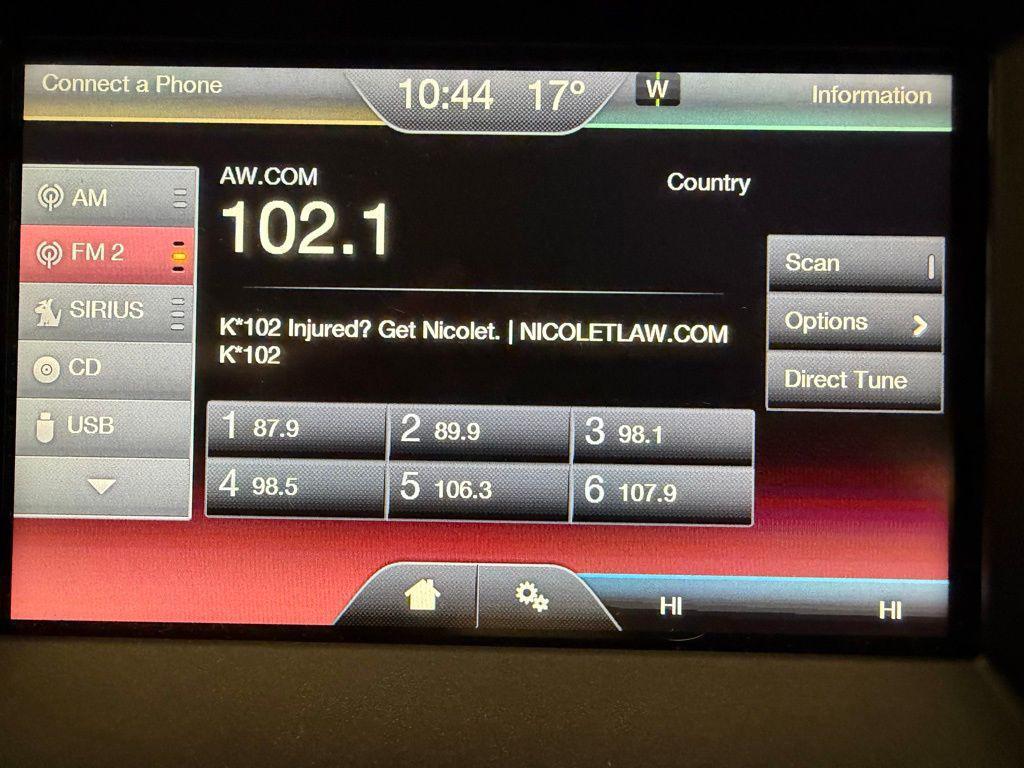 Connect a Phone
10:44 17° W
Information
AM
FM 2
SIRIUS
CD
USB
AW.COM
102.1
Country
K*102 Injured? Get Nicolet. | NICOLETLAW.COM
K*102
Scan
Options
Direct Tune
1 87.9
2 89.9
3 98.1
4 98.5
5 106.3
6 107.9
HI
HI